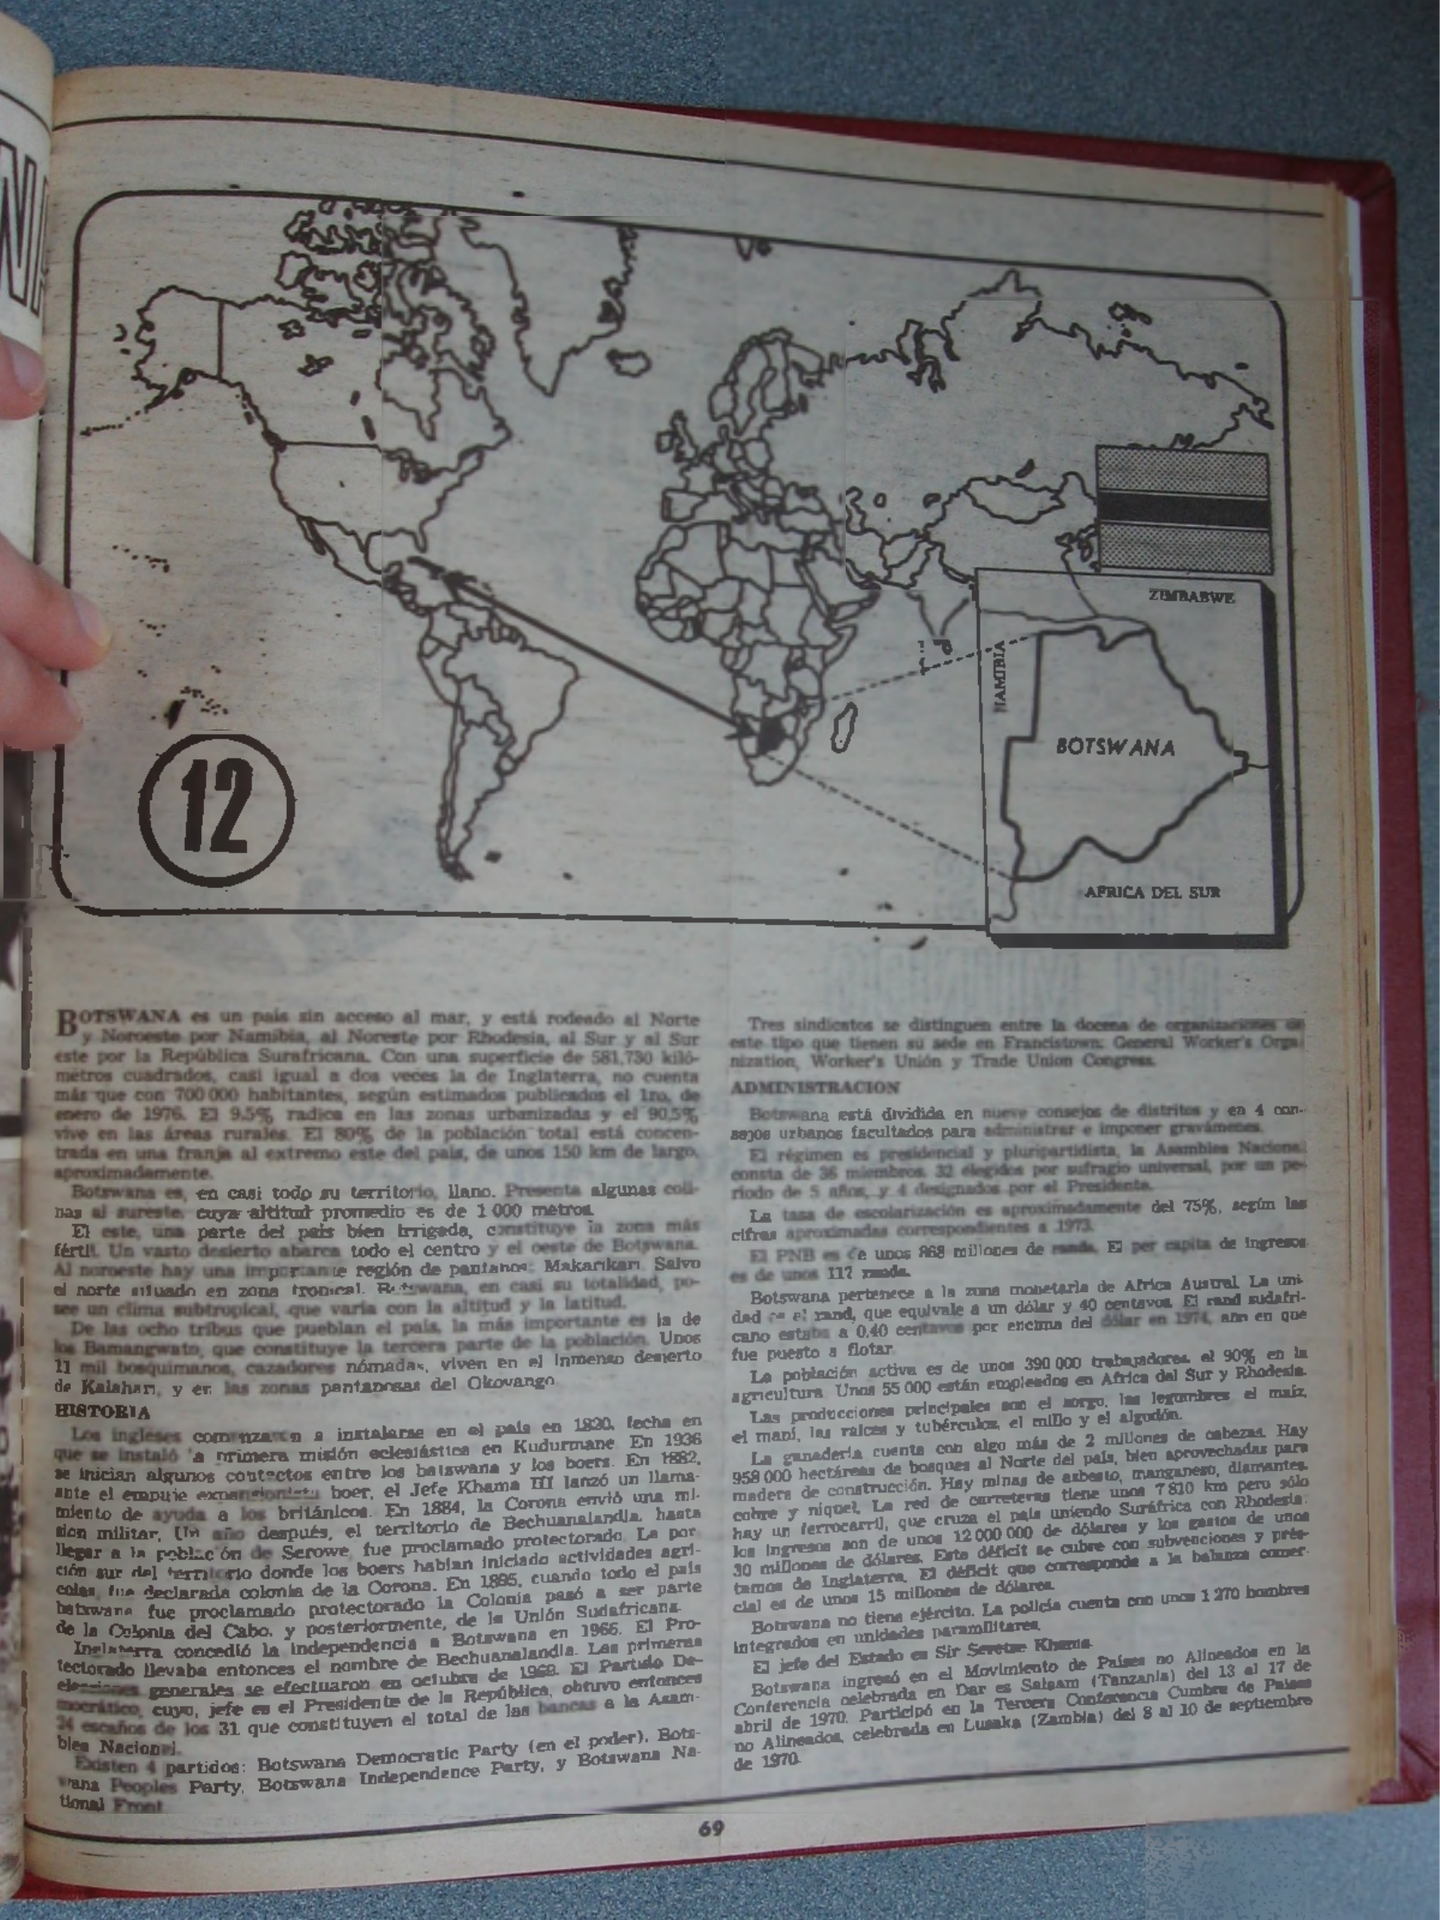 NA
12
ZIMBABWE
NAMIBIA
BOTSWANA
AFRICA DEL SUR
BOTSWANA es un país sin acceso al mar, y está rodeado al Norte
y Noroeste por Namibia, al Noreste por Rhodesia, al Sur y al Sur
este por la República Surafricana. Con una superficie de 581,730 kiló-
metros cuadrados, casi igual a dos veces la de Inglaterra, no cuenta
más que con 700 000 habitantes, según estimados publicados el 1ro. de
enero de 1976. El 9.5% radica en las zonas urbanizadas y el 90.5%
vive en las áreas rurales. El 80% de la población total está concen-
trada en una franja al extremo este del país, de unos 150 km de largo,
aproximadamente.
Botswana es, en casi todo su territorio, llano. Presenta algunas coli-
nas al sureste, cuya altitud promedio es de 1 000 metros.
El este, una parte del país bien irrigada, constituye la zona más
fértil. Un vasto desierto abarca todo el centro y el oeste de Botswana.
Al noroeste hay una importante región de pantanos: Makarikari. Salvo
el norte situado en zona tropical, Botswana, en casi su totalidad, po-
see un clima subtropical, que varía con la altitud y la latitud.
De las ocho tribus que pueblan el país, la más importante es la de
los Bamangwato, que constituye la tercera parte de la población. Unos
11 mil bosquimanos, cazadores nómadas, viven en el inmenso desierto
de Kalahari, y en las zonas pantanosas del Okovango.
HISTORIA
Los ingleses comenzaron a instalarse en el país en 1820, fecha en
que se instaló la primera misión eclesiástica en Kudurmane. En 1936
se inician algunos contactos entre los batswana y los boers. En 1882,
ante el empuje expansionista boer, el Jefe Khama III lanzó un llama-
miento de ayuda a los británicos. En 1884, la Corona envió una mi-
sion militar. Un año después, el territorio de Bechuanalandia, hasta
llegar a la población de Serowe, fue proclamado protectorado. La por
ción sur del territorio donde los boers habían iniciado actividades agrí-
colas, fue declarada colonia de la Corona. En 1895, cuando todo el país
batswana fue proclamado protectorado la Colonia pasó a ser parte
de la Colonia del Cabo, y posteriormente, de la Unión Sudafricana.
Inglaterra concedió la independencia a Botswana en 1966. El Pro-
tectorado llevaba entonces el nombre de Bechuanalandia. Las primeras
elecciones generales se efectuaron en octubre de 1969. El Partido De-
mocrático, cuyo, jefe es el Presidente de la República, obtuvo entonces
24 escaños de los 31 que constituyen el total de las bancas a la Asam-
blea Nacional.
Existen 4 partidos: Botswana Democratic Party (en el poder), Bots-
wana Peoples Party, Botswana Independence Party, y Botswana Na-
tional Front
Tres sindicatos se distinguen entre la docena de organizaciones de
este tipo que tienen su sede en Francistown: General Worker's Orga
nization, Worker's Unión y Trade Union Congress.
ADMINISTRACION
Botswana está dividida en nueve consejos de distritos y en 4 con-
sejos urbanos facultados para administrar e imponer gravámenes.
El régimen es presidencial y pluripartidista, la Asamblea Nacional
consta de 36 miembros. 32 elegidos por sufragio universal, por un pe-
ríodo de 5 años, y 4 designados por el Presidente.
La tasa de escolarización es aproximadamente del 75%, según las
cifras aproximadas correspondientes a 1973.
El PNB es de unos 868 millones de rands. El per capita de ingresos
es de unos 117 rands.
Botswana pertenece a la zona monetaria de Africa Austral. La uni-
dad es el rand, que equivale a un dólar y 40 centavos. El rand sudafri-
cano estaba a 0.40 centavos por encima del dólar en 1974, año en que
fue puesto a flotar
La población activa es de unos 390 000 trabajadores, el 90% en la
agricultura. Unos 55 000 están empleados en Africa del Sur y Rhodesia.
Las producciones principales son el sorgo, las legumbres el maíz,
el maní, las raíces y tubérculos, el millo y el algodón.
La ganadería cuenta con algo más de 2 millones de cabezas. Hay
958 000 hectáreas de bosques al Norte del país, bien aprovechadas para
madera de construcción. Hay minas de asbesto, manganeso, diamantes,
cobre y níquel. La red de carreteras tiene unos 7 810 km pero sólo
hay un ferrocarril, que cruza el país uniendo Suráfrica con Rhodesia.
los ingresos son de unos 12 000 000 de dólares y los gastos de unos
30 millones de dólares. Este déficit se cubre con subvenciones y prés-
tamos de Inglaterra. El déficit que corresponde a la balanza comer-
cial es de unos 15 millones de dólares.
Botswana no tiene ejército. La policía cuenta con unos 1 270 hombres
integrados en unidades paramilitares.
El jefe del Estado es Sir Seretse Khama.
Botswana ingresó en el Movimiento de Países no Alineados en la
Conferencia celebrada en Dar es Salaam (Tanzania) del 13 al 17 de
abril de 1970. Participó en la Tercera Conferencia Cumbre de Países
no Alineados, celebrada en Lusaka (Zambia) del 8 al 10 de septiembre
de 1970.
69